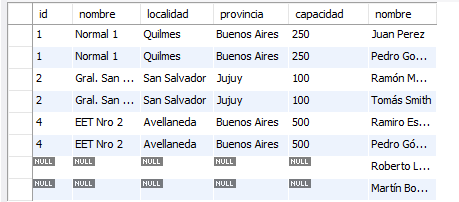 id nombre localidad provincia capacidad nombre
1 Normal 1 Quilmes Buenos Aires 250 Juan Perez
1 Normal 1 Quilmes Buenos Aires 250 Pedro Go...
2 Gral. San ... San Salvador Jujuy 100 Ramón M...
2 Gral. San ... San Salvador Jujuy 100 Tomás Smith
4 EET Nro 2 Avellaneda Buenos Aires 500 Ramiro Es...
4 EET Nro 2 Avellaneda Buenos Aires 500 Pedro Gó...
NULL NULL NULL NULL NULL Roberto L...
NULL NULL NULL NULL NULL Martín Bo...